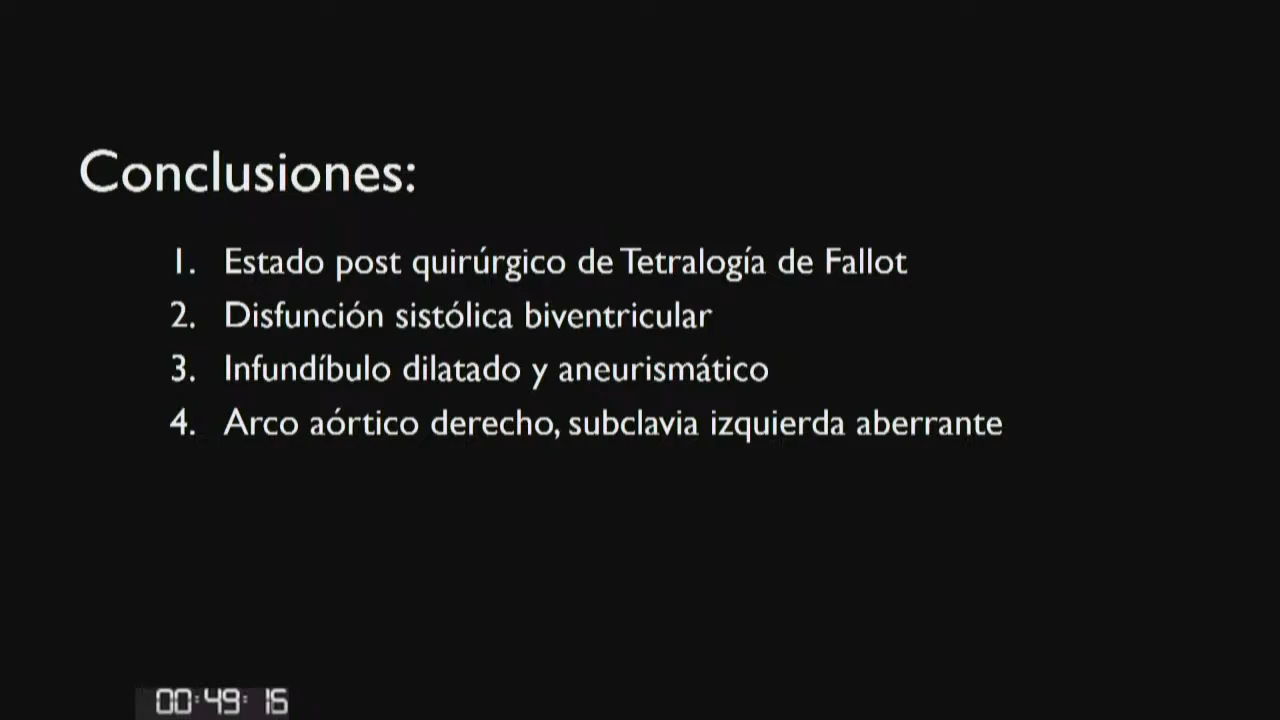 Conclusiones:
1. Estado post quirúrgico de Tetralogía de Fallot
2. Disfunción sistólica biventricular
3. Infundíbulo dilatado y aneurismático
4. Arco aórtico derecho, subclavia izquierda aberrante
00:49: 16